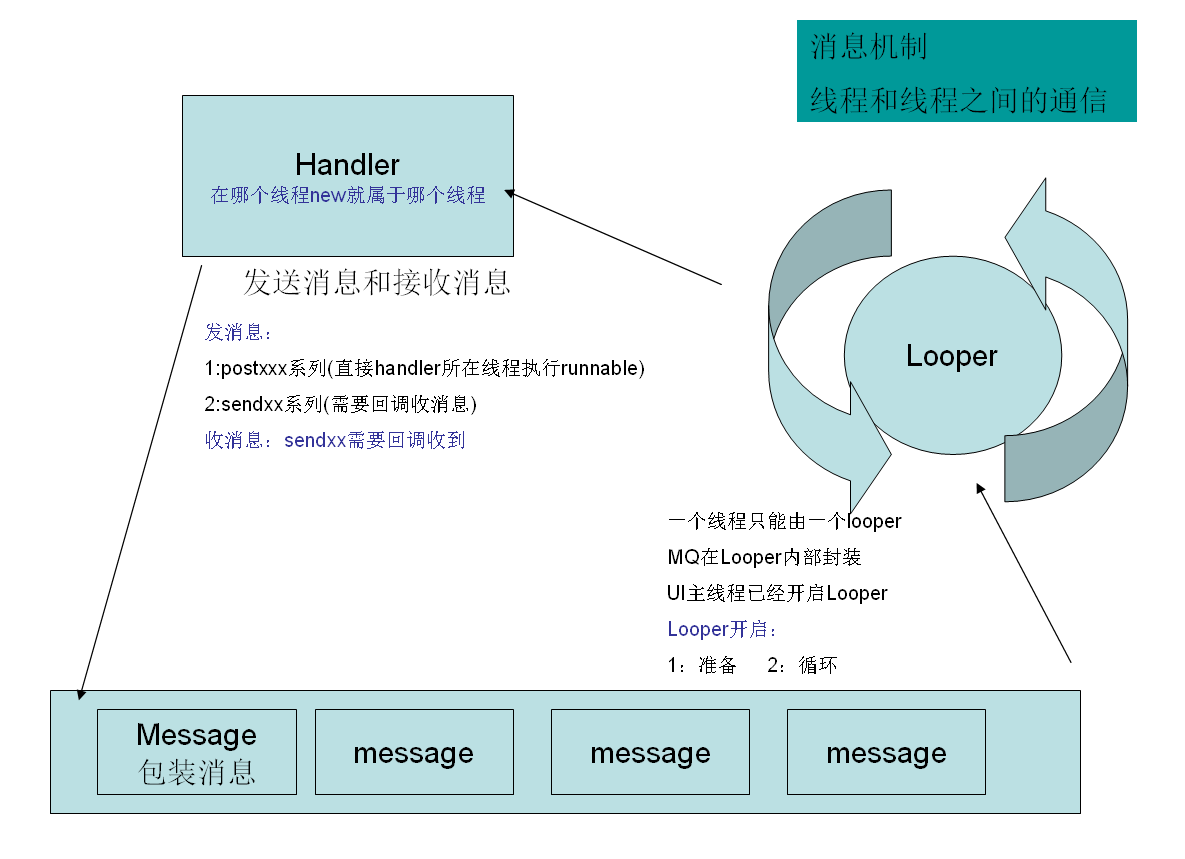 消息机制
线程和线程之间的通信
Handler
在哪个线程new就属于哪个线程
发送消息和接收消息
发消息：
1:postxxx系列(直接handler所在线程执行runnable)
2:sendxx系列(需要回调收消息)
收消息：sendxx需要回调收到
Looper
一个线程只能由一个looper
MQ在Looper内部封装
UI主线程已经开启Looper
Looper开启：
1：准备 2：循环
Message
包装消息
message
message
message